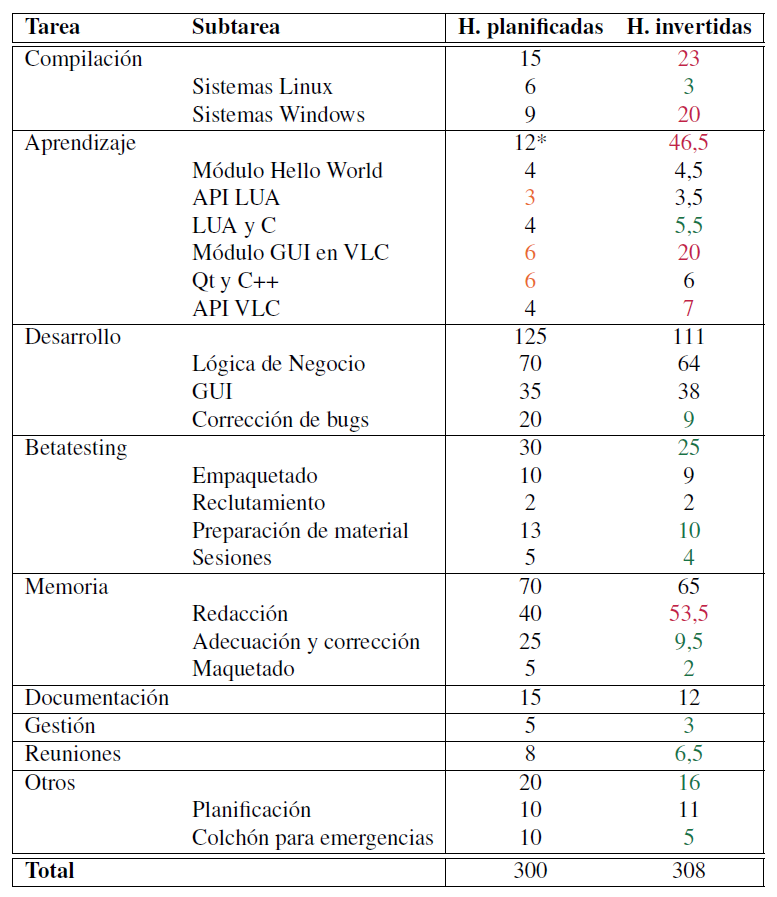 Tarea Subtarea H. planificadas H. invertidas
Compilación 15 23
Sistemas Linux 6 3
Sistemas Windows 9 20
Aprendizaje 12* 46,5
Módulo Hello World 4 4,5
API LUA 3 3,5
LUA y C 4 5,5
Módulo GUI en VLC 6 20
Qt y C++ 6 6
API VLC 4 7
Desarrollo 125 111
Lógica de Negocio 70 64
GUI 35 38
Corrección de bugs 20 9
Betatesting 30 25
Empaquetado 10 9
Reclutamiento 2 2
Preparación de material 13 10
Sesiones 5 4
Memoria 70 65
Redacción 40 53,5
Adecuación y corrección 25 9,5
Maquetado 5 2
Documentación 15 12
Gestión 5 3
Reuniones 8 6,5
Otros 20 16
Planificación 10 11
Colchón para emergencias 10 5
Total 300 308